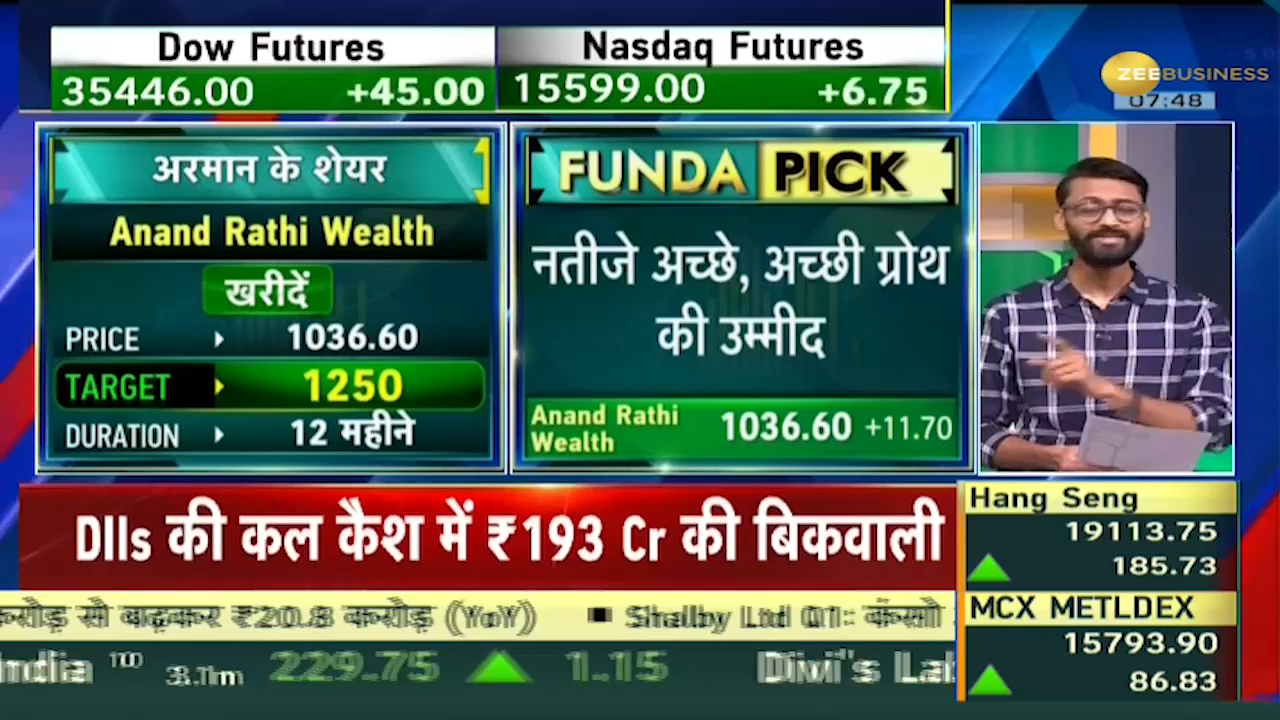 Dow Futures
35446.00 +45.00
Nasdaq Futures
15599.00 +6.75
ZEEBUSINESS
07:48
अरमान के शेयर
Anand Rathi Wealth
खरीदें
PRICE 1036.60
TARGET 1250
DURATION 12 महीने
FUNDA PICK
नतीजे अच्छे, अच्छी ग्रोथ
की उम्मीद
Anand Rathi
Wealth
1036.60 +11.70
DIIs की कल कैश में ₹193 Cr की बिकवाली
Hang Seng
19113.75
185.73
MCX METLDEX
15793.90
86.83
से बढ़कर ₹20.8 करोड़ (YoY) ■ Shalby Ltd Q1:
229.75 1.15 Divi's